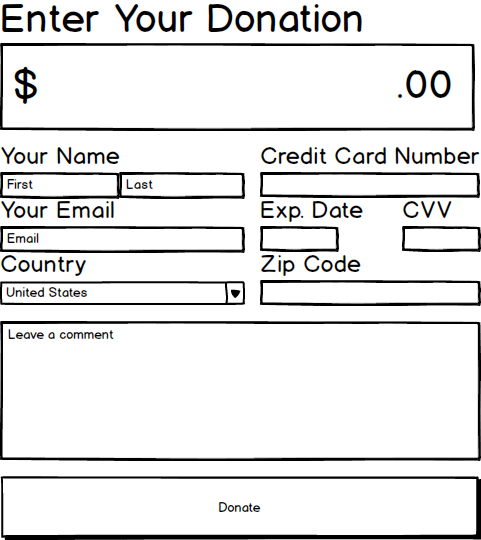 Enter Your Donation
$ .00
Your Name
First Last
Your Email
Email
Country
United States
Credit Card Number
Exp. Date CVV
Zip Code
Leave a comment
Donate